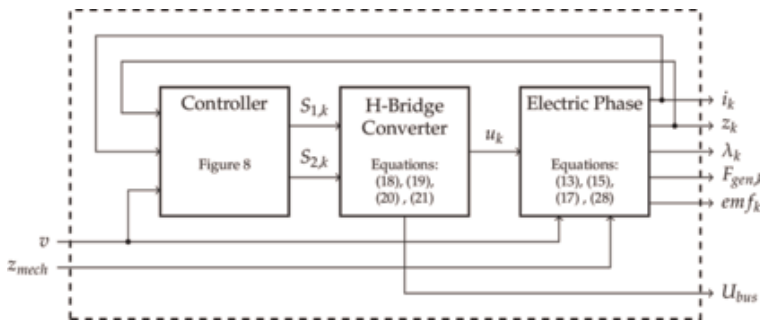 Controller
Figure 8
S1,k
S2,k
H-Bridge
Converter
Equations:
(18), (19),
(20) , (21)
uk
Electric Phase
Equations:
(13), (15),
(17) , (28)
ik
zk
λk
Fgen,k
emfk
v
zmech
Ubus